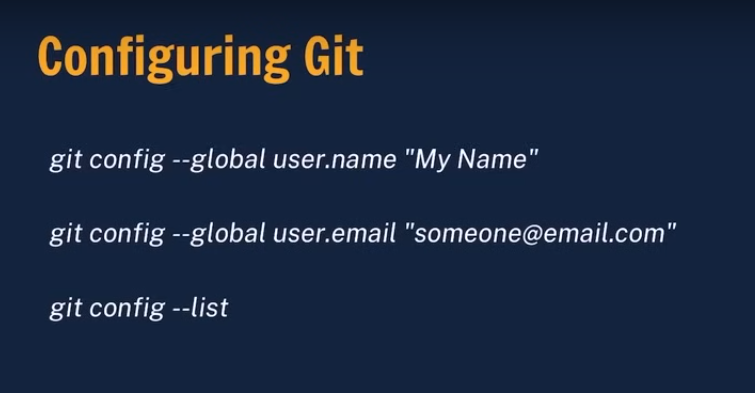 Configuring Git
git config --global user.name "My Name"
git config --global user.email "someone@email.com"
git config --list